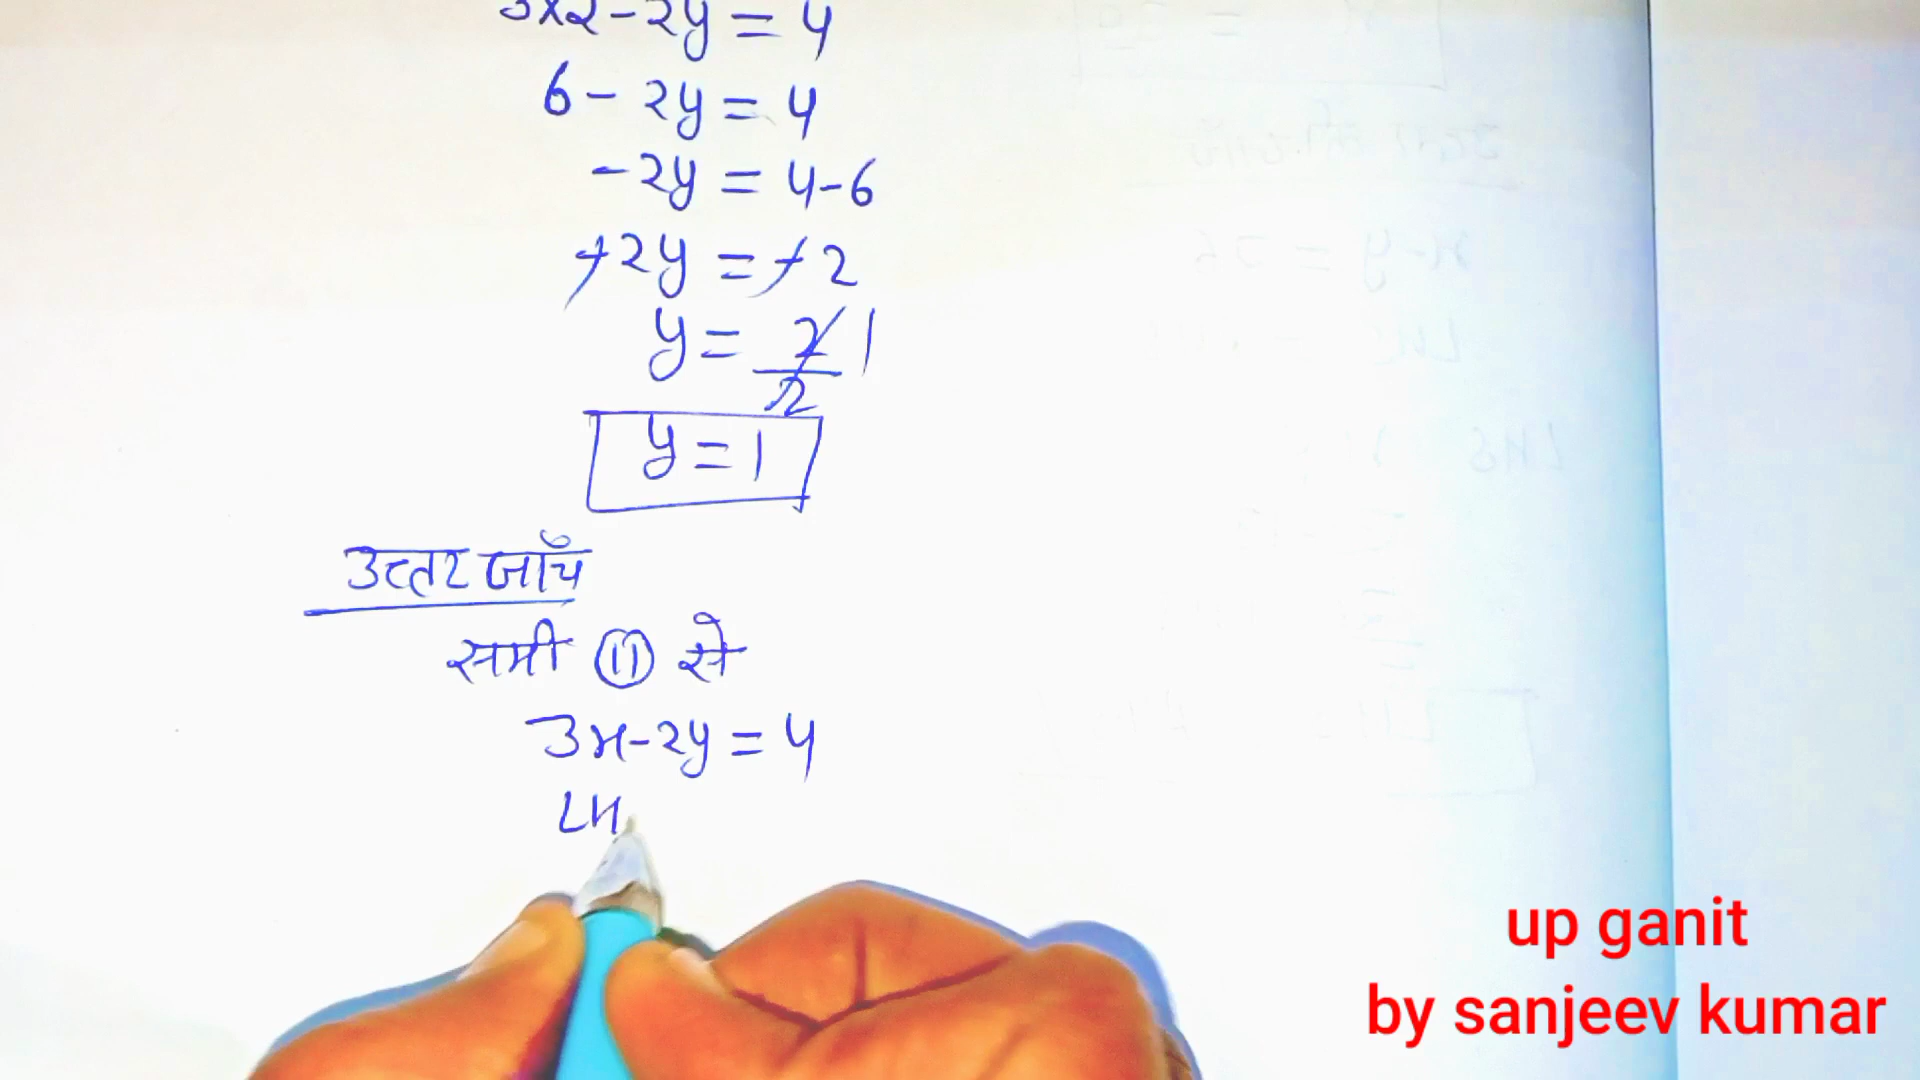 3×2-2y = 4
6 - 2y = 4
-2y = 4-6
-2y = -2
y = 2/2 1
y = 1
उत्तर जाँच
समी (11) से
3x-2y = 4
LH
up ganit
by sanjeev kumar